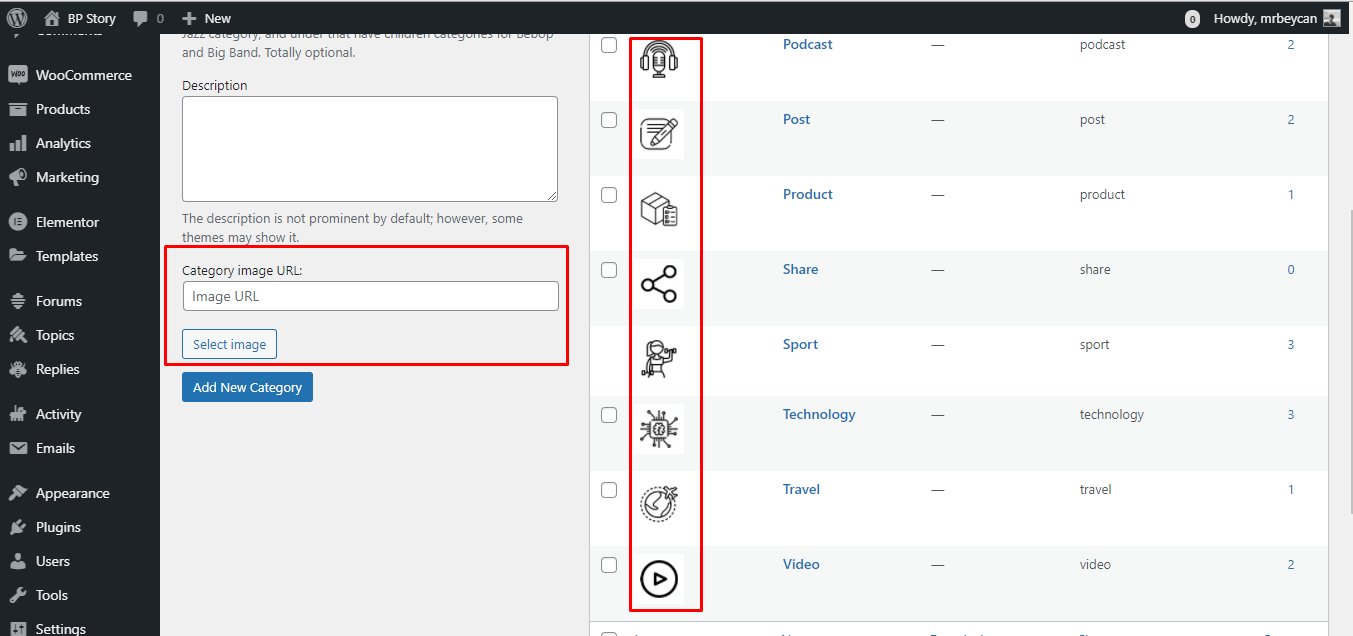 BP Story
0
New
0
Howdy, mrbeycan
Comments
WooCommerce
Products
Analytics
Marketing
Elementor
Templates
Forums
Topics
Replies
Activity
Emails
Appearance
Plugins
Users
Tools
Settings
Jazz category, and under that have children categories for Bebop
and Big Band. Totally optional.
Description
The description is not prominent by default; however, some
themes may show it.
Category image URL:
Image URL
Select image
Add New Category
Podcast — podcast 2
Post — post 2
Product — product 1
Share — share 0
Sport — sport 3
Technology — technology 3
Travel — travel 1
Video — video 2